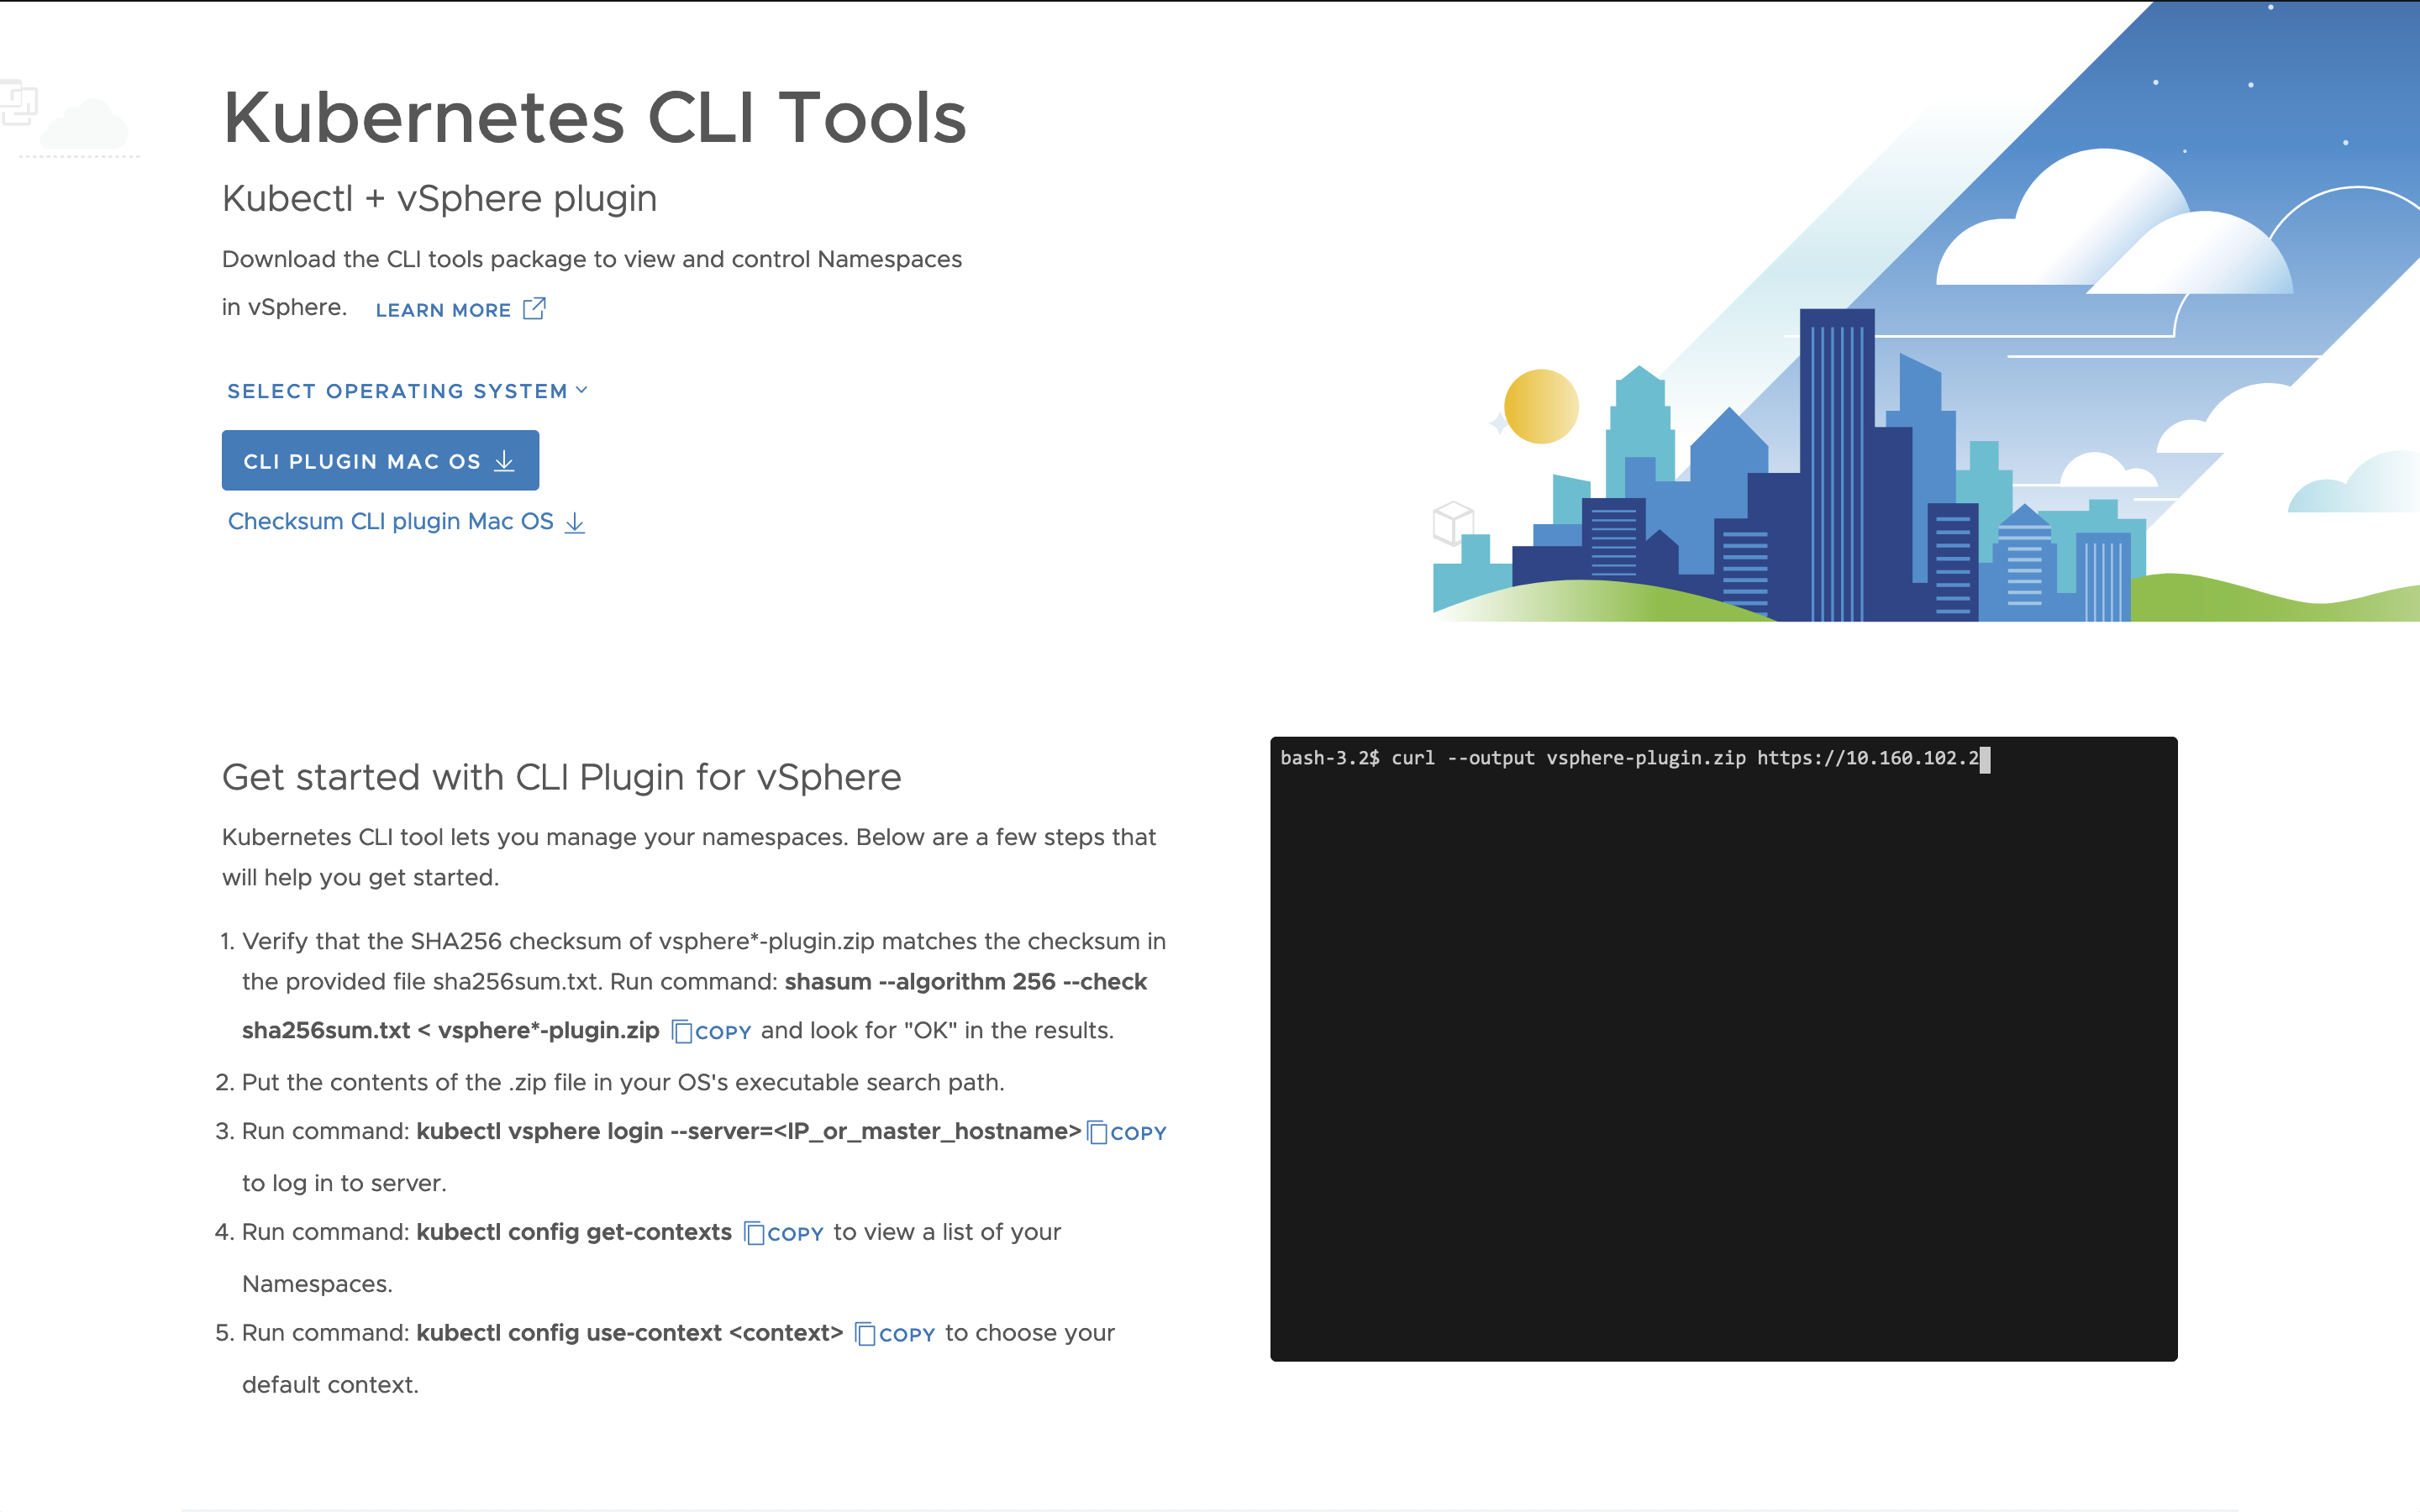 Kubernetes CLI Tools
Kubectl + vSphere plugin
Download the CLI tools package to view and control Namespaces
in vSphere. LEARN MORE
SELECT OPERATING SYSTEM
CLI PLUGIN MAC OS
Checksum CLI plugin Mac OS
Get started with CLI Plugin for vSphere
Kubernetes CLI tool lets you manage your namespaces. Below are a few steps that
will help you get started.
1. Verify that the SHA256 checksum of vsphere*-plugin.zip matches the checksum in
the provided file sha256sum.txt. Run command: shasum --algorithm 256 --check
sha256sum.txt < vsphere*-plugin.zip COPY and look for "OK" in the results.
2. Put the contents of the .zip file in your OS's executable search path.
3. Run command: kubectl vsphere login --server=<IP_or_master_hostname> COPY
to log in to server.
4. Run command: kubectl config get-contexts COPY to view a list of your
Namespaces.
5. Run command: kubectl config use-context <context> COPY to choose your
default context.
bash-3.2$ curl --output vsphere-plugin.zip https://10.160.102.2